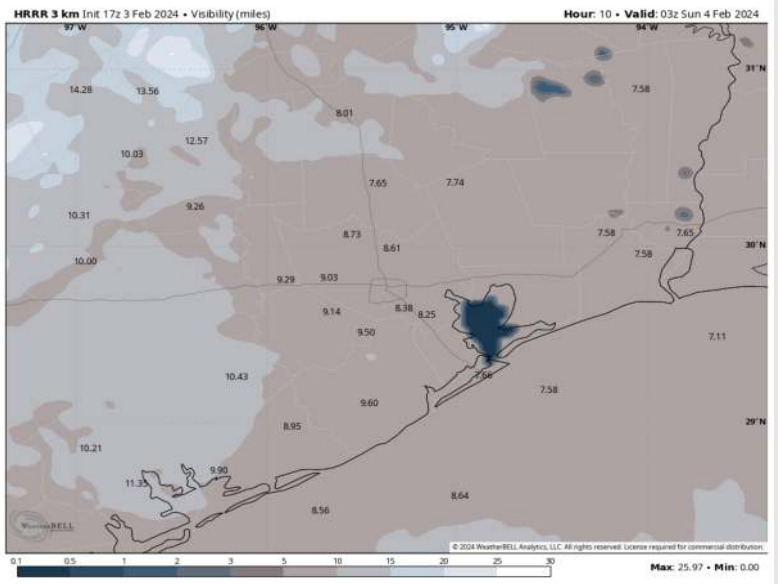 HRRR 3 km Init 17z 3 Feb 2024 • Visibility (miles) Hour: 10 • Valid: 03z Sun 4 Feb 2024
97°W 96°W 95°W 94°W
31°N
14.28 13.56 7.58
8.01
12.57
10.03
7.65 7.74
9.26
10.31
8.73 7.58 7.65
8.61 30°N
10.00 7.58
9.29 9.03
9.14 8.38 8.25
9.50 7.11
7.66
10.43 7.58
9.60
8.95 29°N
10.21
9.90
11.35
8.64
8.56
WeatherBELL
© 2024 WeatherBELL Analytics, LLC. All rights reserved. License required for commercial distribution.
0.1 0.5 1 2 3 5 10 15 20 25 30
Max: 25.97 • Min: 0.00